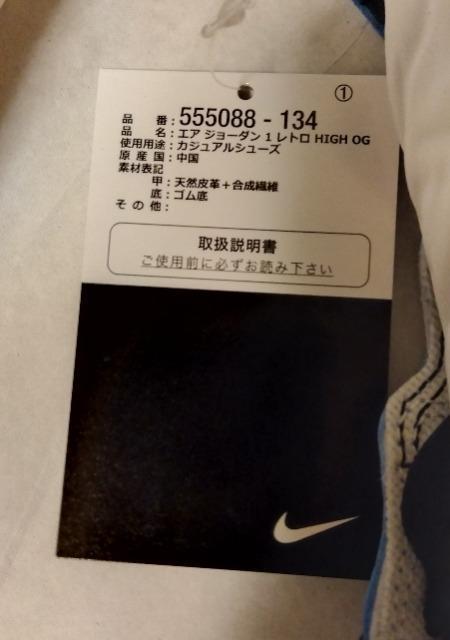 ①
品 番：555088 - 134
品 名：エア ジョーダン 1 レトロ HIGH OG
使用用途：カジュアルシューズ
原 産 国：中国
素材表記
甲：天然皮革＋合成繊維
底：ゴム底
そ の 他：
取扱説明書
ご使用前に必ずお読み下さい